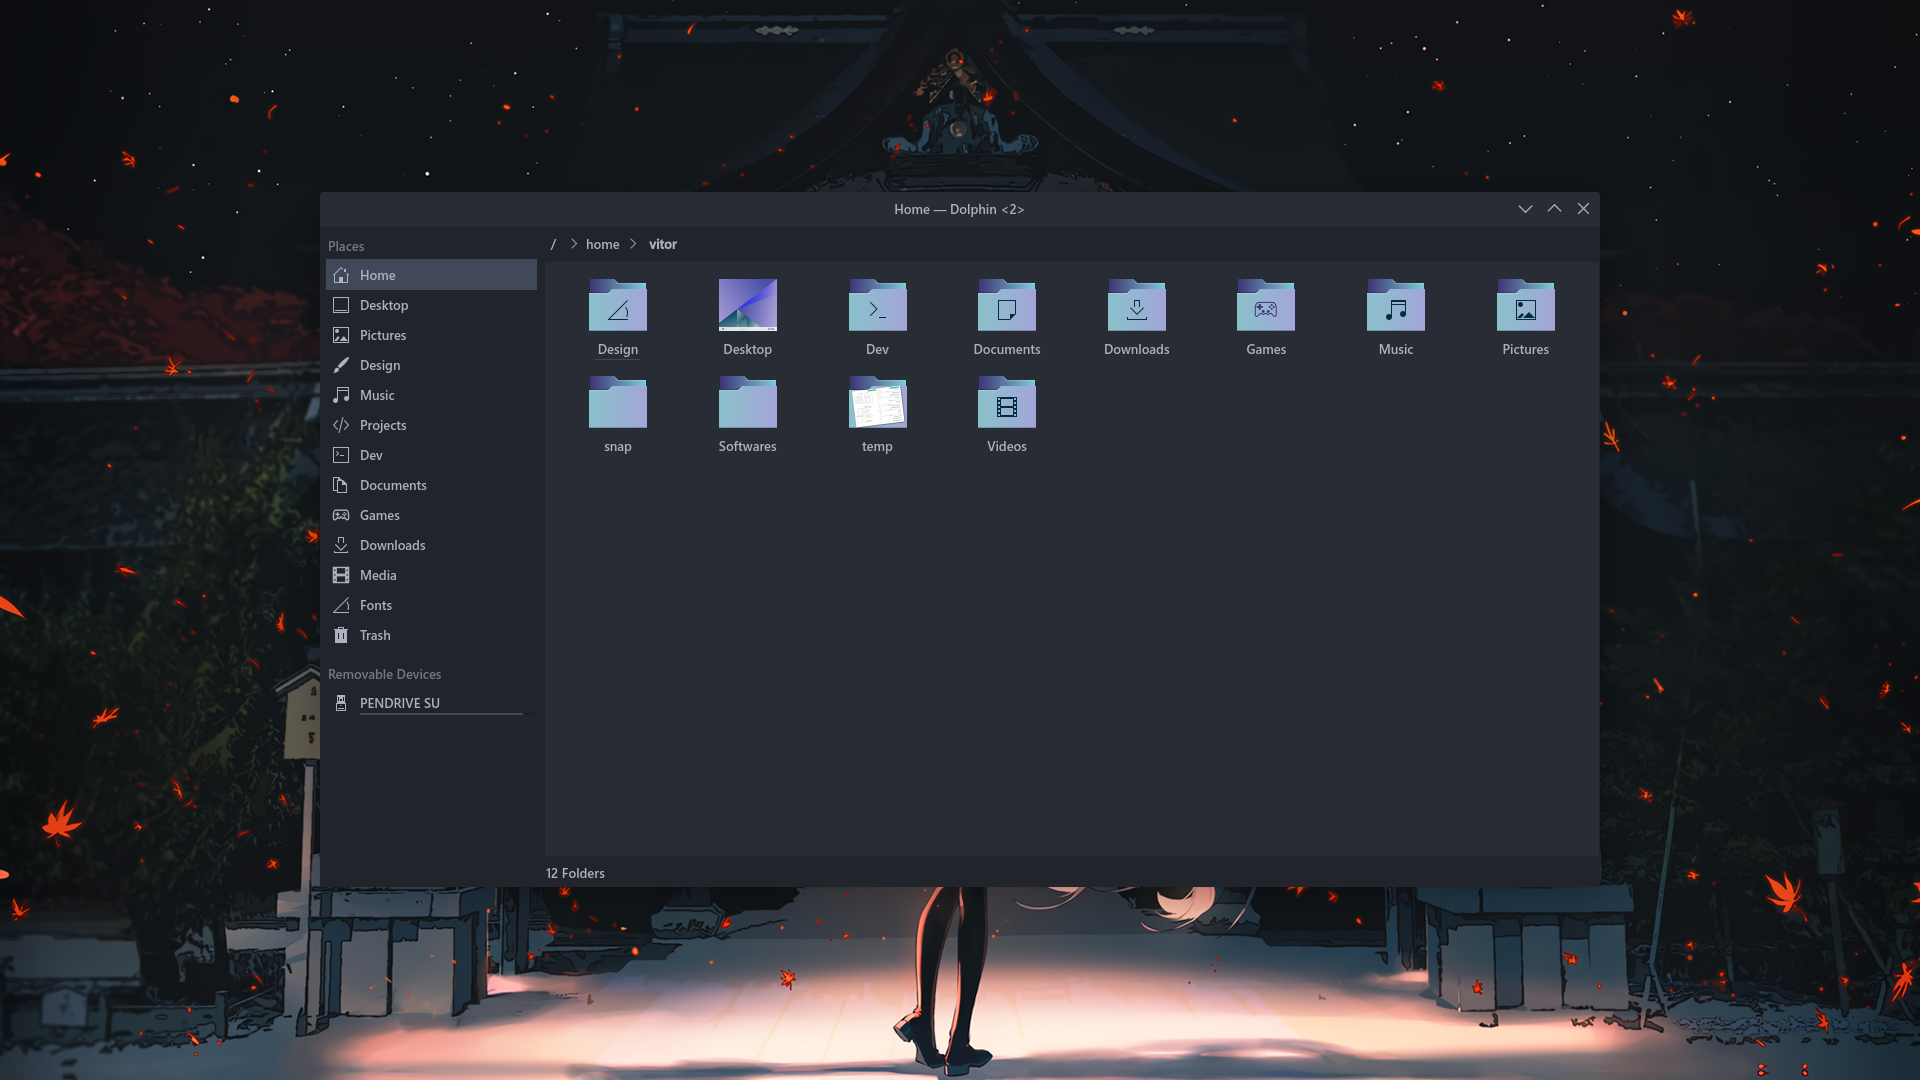 Home — Dolphin <2>
Places
Home
Desktop
Pictures
Design
Music
Projects
Dev
Documents
Games
Downloads
Media
Fonts
Trash
Removable Devices
PENDRIVE SU
/ home vitor
Design Desktop Dev Documents Downloads Games Music Pictures
snap Softwares temp Videos
12 Folders